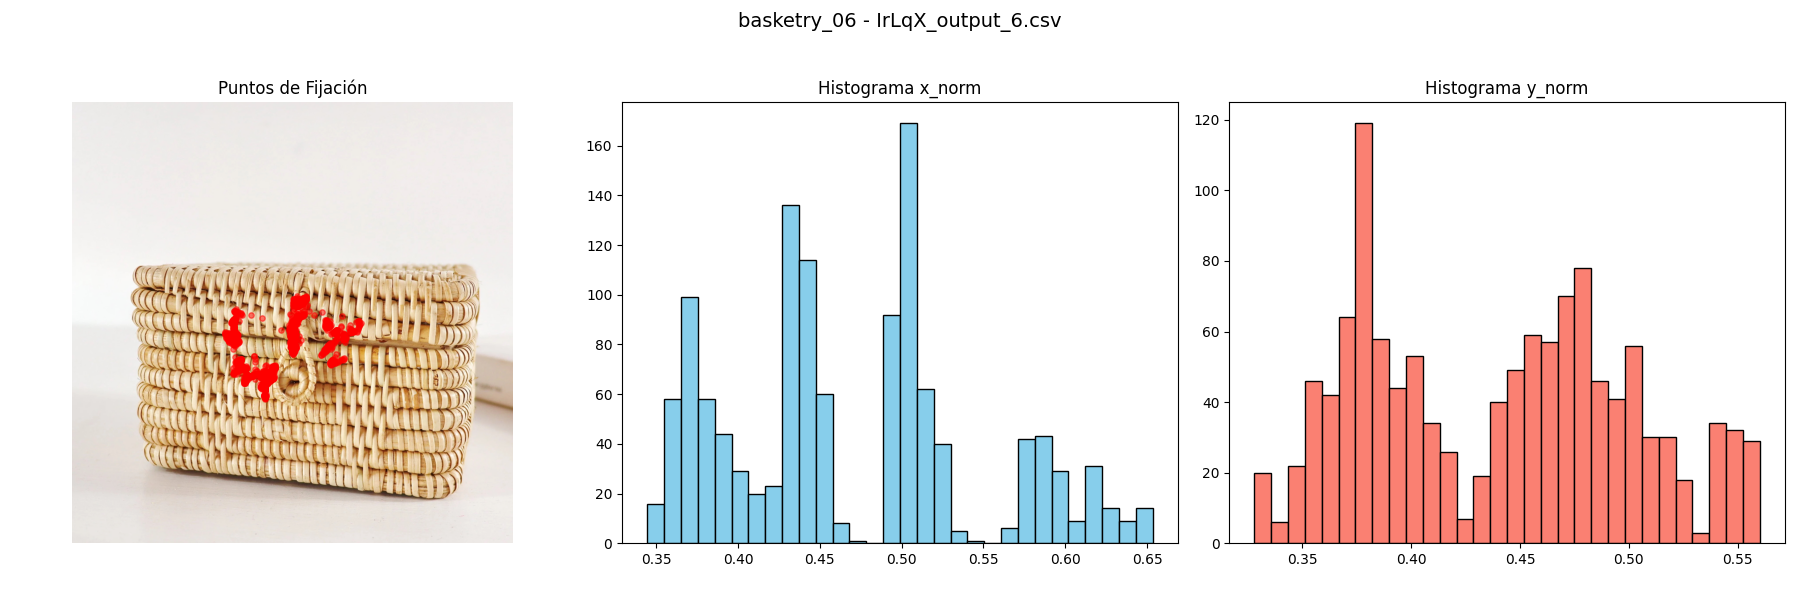 basketry_06 - IrLqX_output_6.csv
Puntos de Fijación
Histograma x_norm
160
140
120
100
80
60
40
20
0
0.35 0.40 0.45 0.50 0.55 0.60 0.65
Histograma y_norm
120
100
80
60
40
20
0
0.35 0.40 0.45 0.50 0.55